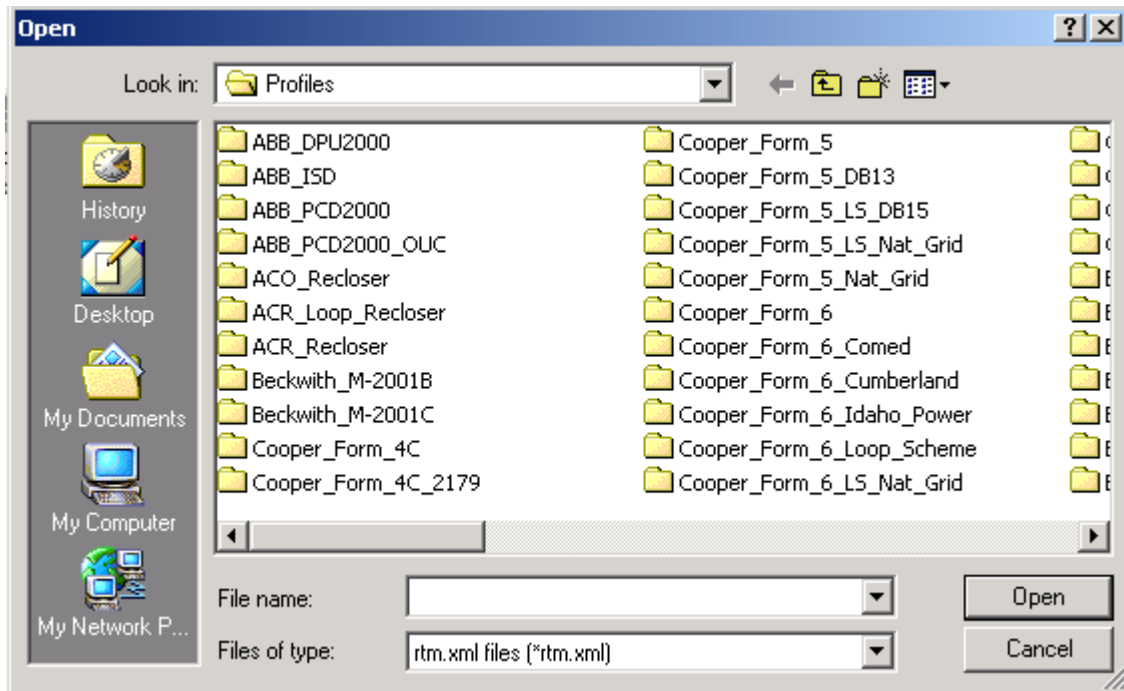 Open
Look in: Profiles
History
Desktop
My Documents
My Computer
My Network P...
ABB_DPU2000
ABB_ISD
ABB_PCD2000
ABB_PCD2000_OUC
ACO_Recloser
ACR_Loop_Recloser
ACR_Recloser
Beckwith_M-2001B
Beckwith_M-2001C
Cooper_Form_4C
Cooper_Form_4C_2179
Cooper_Form_5
Cooper_Form_5_DB13
Cooper_Form_5_LS_DB15
Cooper_Form_5_LS_Nat_Grid
Cooper_Form_5_Nat_Grid
Cooper_Form_6
Cooper_Form_6_Comed
Cooper_Form_6_Cumberland
Cooper_Form_6_Idaho_Power
Cooper_Form_6_Loop_Scheme
Cooper_Form_6_LS_Nat_Grid
File name:
Open
Files of type: rtm.xml files (*rtm.xml)
Cancel